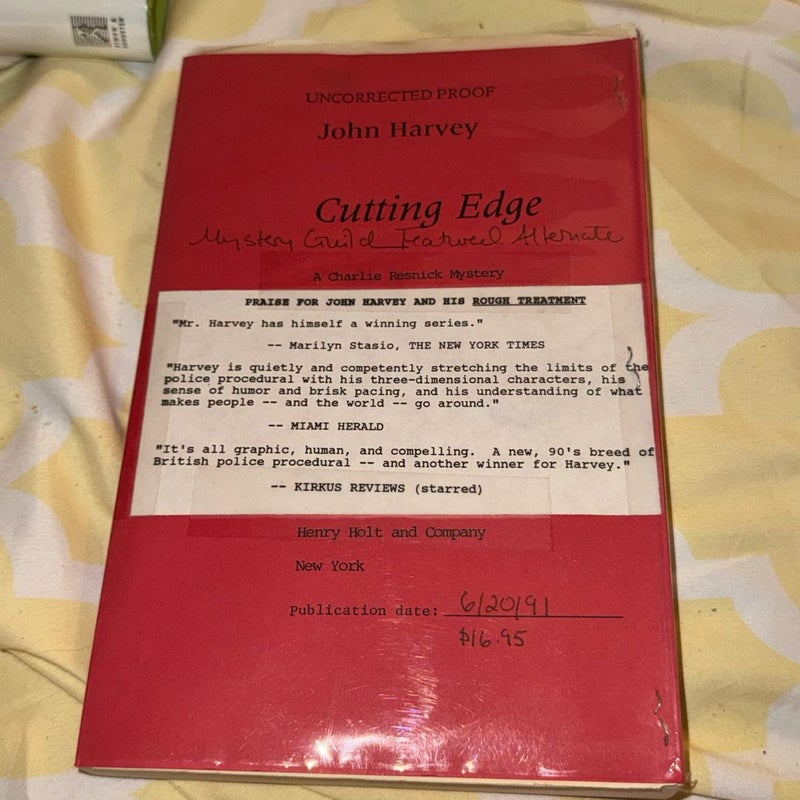 SIMON &
SCHUSTER
UNCORRECTED PROOF
John Harvey
Cutting Edge
Mystery Guild Featured Alternate
A Charlie Resnick Mystery
PRAISE FOR JOHN HARVEY AND HIS ROUGH TREATMENT
"Mr. Harvey has himself a winning series."
-- Marilyn Stasio, THE NEW YORK TIMES
"Harvey is quietly and competently stretching the limits of the
police procedural with his three-dimensional characters, his
sense of humor and brisk pacing, and his understanding of what
makes people -- and the world -- go around."
-- MIAMI HERALD
"It's all graphic, human, and compelling. A new, 90's breed of
British police procedural -- and another winner for Harvey."
-- KIRKUS REVIEWS (starred)
Henry Holt and Company
New York
Publication date: 6/20/91
$16.95